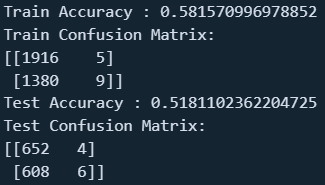 Train Accuracy : 0.581570996978852
Train Confusion Matrix:
[[1916    5]
 [1380    9]]
Test Accuracy : 0.5181102362204725
Test Confusion Matrix:
[[652   4]
 [608   6]]